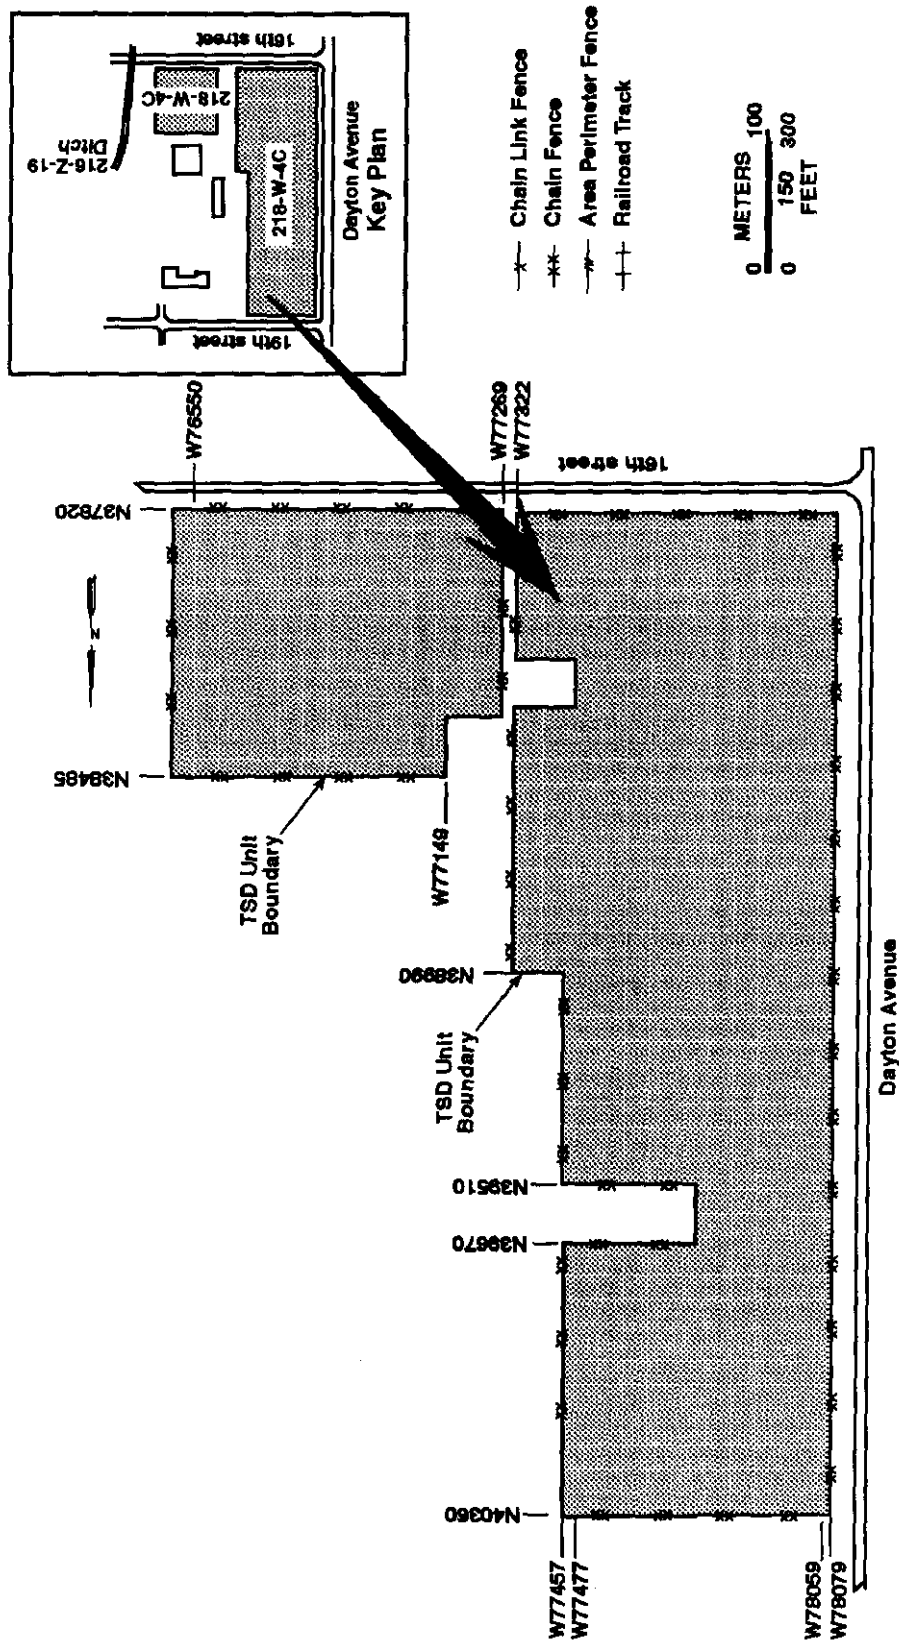 16th street
218-W-4C
216-Z-19
Ditch
218-W-4C
19th street
Dayton Avenue
Key Plan
Chain Link Fence
Chain Fence
Area Perimeter Fence
Railroad Track
0 METERS 100
0 150 300
FEET
W76550
W77269
W77322
16th street
N37820
N
N38485
TSD Unit
Boundary
W77149
N38990
TSD Unit
Boundary
N39510
N39670
N40360
W77457
W77477
W78059
W78079
Dayton Avenue